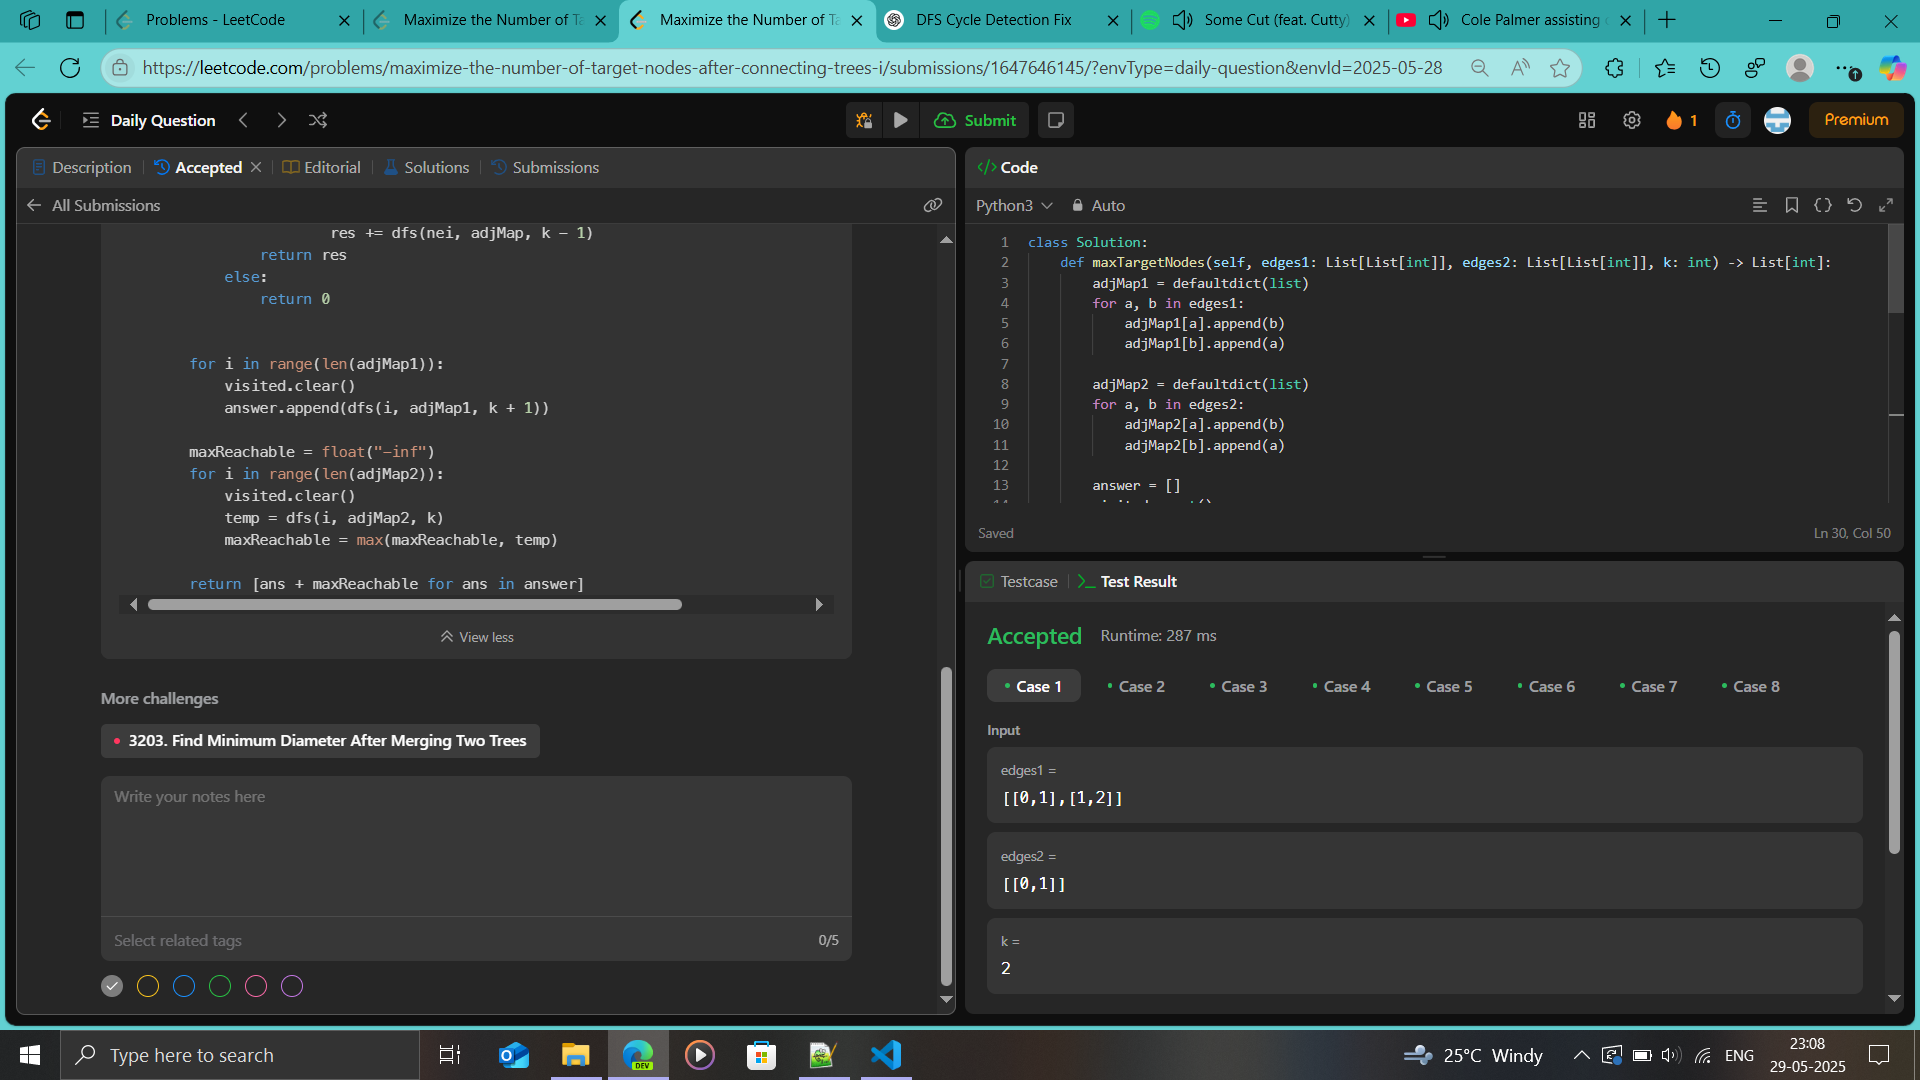 Problems - LeetCode
Maximize the Number of Ta
Maximize the Number of Ta
DFS Cycle Detection Fix
Some Cut (feat. Cutty)
Cole Palmer assisting
https://leetcode.com/problems/maximize-the-number-of-target-nodes-after-connecting-trees-i/submissions/1647646145/?envType=daily-question&envId=2025-05-28
Daily Question
Submit
1
Premium
Description
Accepted
Editorial
Solutions
Submissions
All Submissions
res += dfs(nei, adjMap, k - 1)
return res
else:
return 0
for i in range(len(adjMap1)):
visited.clear()
answer.append(dfs(i, adjMap1, k + 1))
maxReachable = float("-inf")
for i in range(len(adjMap2)):
visited.clear()
temp = dfs(i, adjMap2, k)
maxReachable = max(maxReachable, temp)
return [ans + maxReachable for ans in answer]
View less
More challenges
3203. Find Minimum Diameter After Merging Two Trees
Write your notes here
Select related tags
0/5
Code
Python3
Auto
1 class Solution:
2 def maxTargetNodes(self, edges1: List[List[int]], edges2: List[List[int]], k: int) -> List[int]:
3 adjMap1 = defaultdict(list)
4 for a, b in edges1:
5 adjMap1[a].append(b)
6 adjMap1[b].append(a)
7
8 adjMap2 = defaultdict(list)
9 for a, b in edges2:
10 adjMap2[a].append(b)
11 adjMap2[b].append(a)
12
13 answer = []
Saved
Ln 30, Col 50
Testcase
Test Result
Accepted
Runtime: 287 ms
Case 1
Case 2
Case 3
Case 4
Case 5
Case 6
Case 7
Case 8
Input
edges1 =
[[0,1],[1,2]]
edges2 =
[[0,1]]
k =
2
Type here to search
DEV
25°C Windy
ENG
23:08
29-05-2025